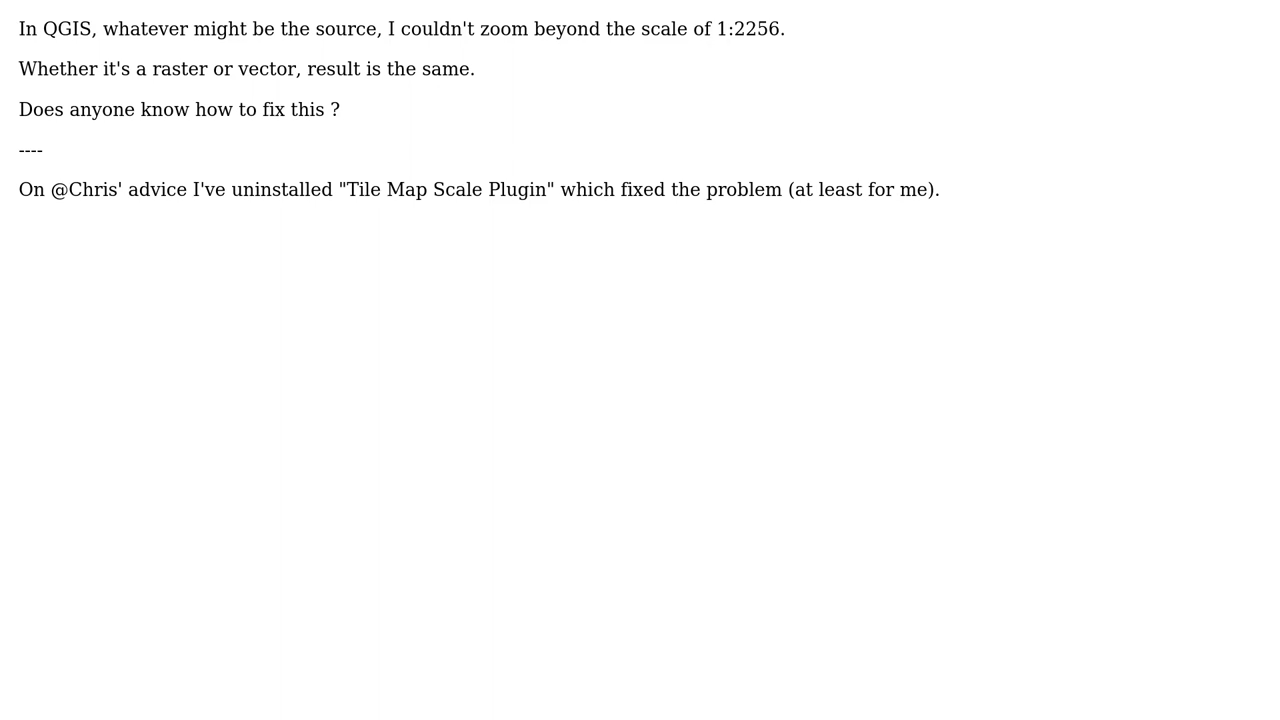 In QGIS, whatever might be the source, I couldn't zoom beyond the scale of 1:2256.
Whether it's a raster or vector, result is the same.
Does anyone know how to fix this ?
----
On @Chris' advice I've uninstalled "Tile Map Scale Plugin" which fixed the problem (at least for me).